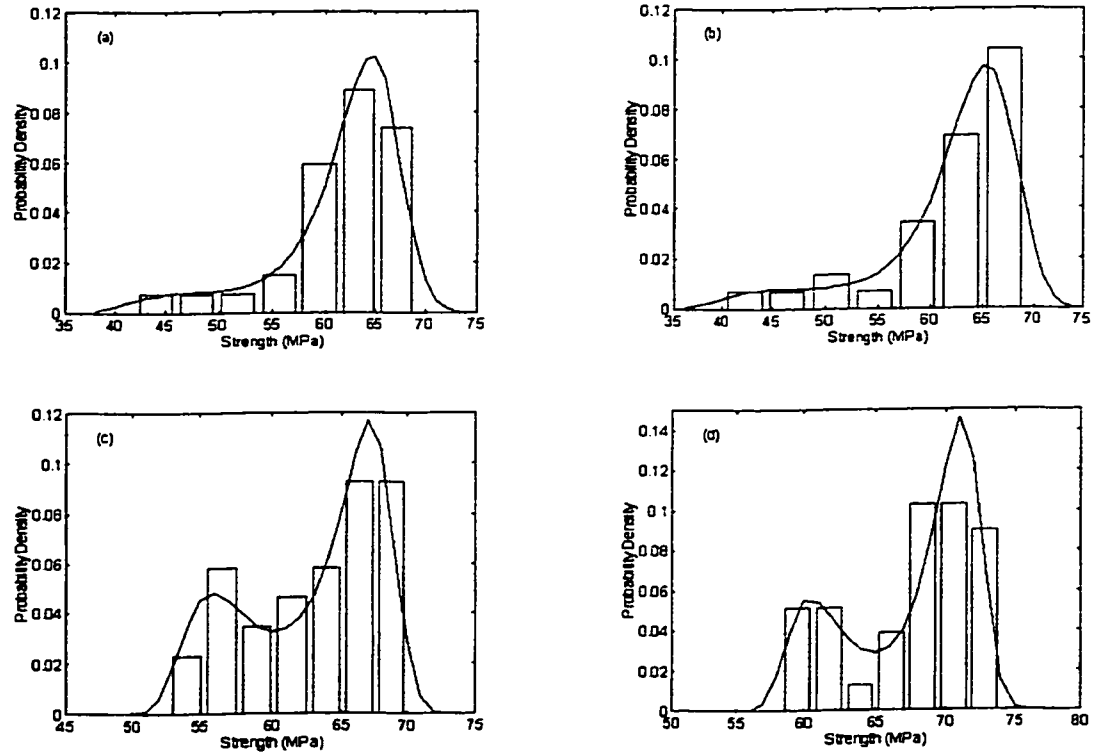 (a)
Probability Density
0.12
0.1
0.08
0.06
0.04
0.02
0
35 40 45 50 55 60 65 70 75
Strength (MPa)
(b)
Probability Density
0.12
0.1
0.08
0.06
0.04
0.02
0
35 40 45 50 55 60 65 70 75
Strength (MPa)
(c)
Probability Density
0.12
0.1
0.08
0.06
0.04
0.02
0
45 50 55 60 65 70 75
Strength (MPa)
(d)
Probability Density
0.14
0.12
0.1
0.08
0.06
0.04
0.02
0
50 55 60 65 70 75 80
Strength (MPa)